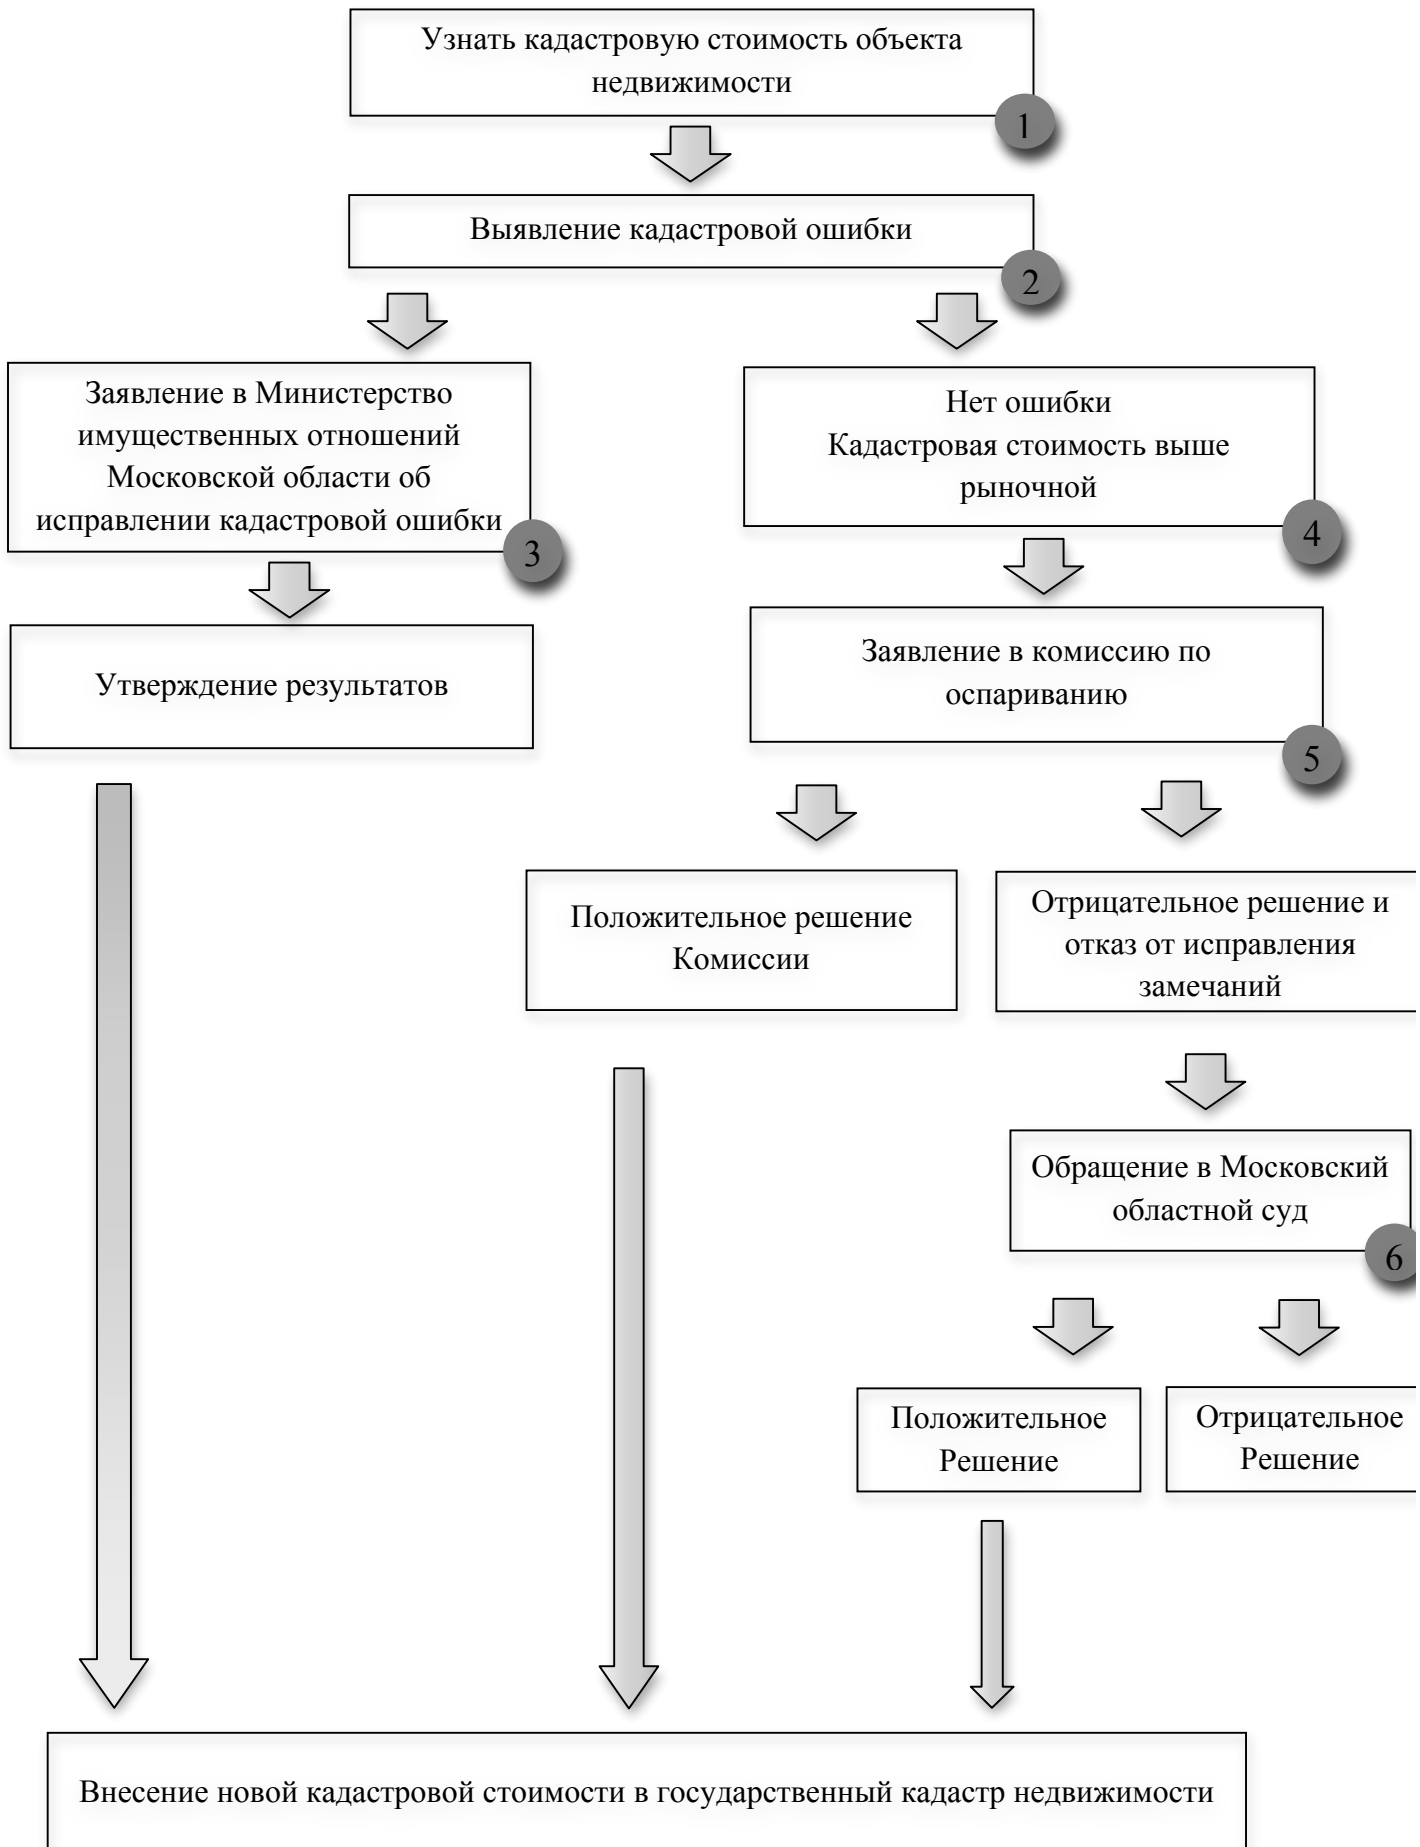 Узнать кадастровую стоимость объекта
недвижимости
1
Выявление кадастровой ошибки
2
Заявление в Министерство
имущественных отношений
Московской области об
исправлении кадастровой ошибки
3
Нет ошибки
Кадастровая стоимость выше
рыночной
4
Утверждение результатов
Заявление в комиссию по
оспариванию
5
Положительное решение
Комиссии
Отрицательное решение и
отказ от исправления
замечаний
Обращение в Московский
областной суд
6
Положительное
Решение
Отрицательное
Решение
Внесение новой кадастровой стоимости в государственный кадастр недвижимости